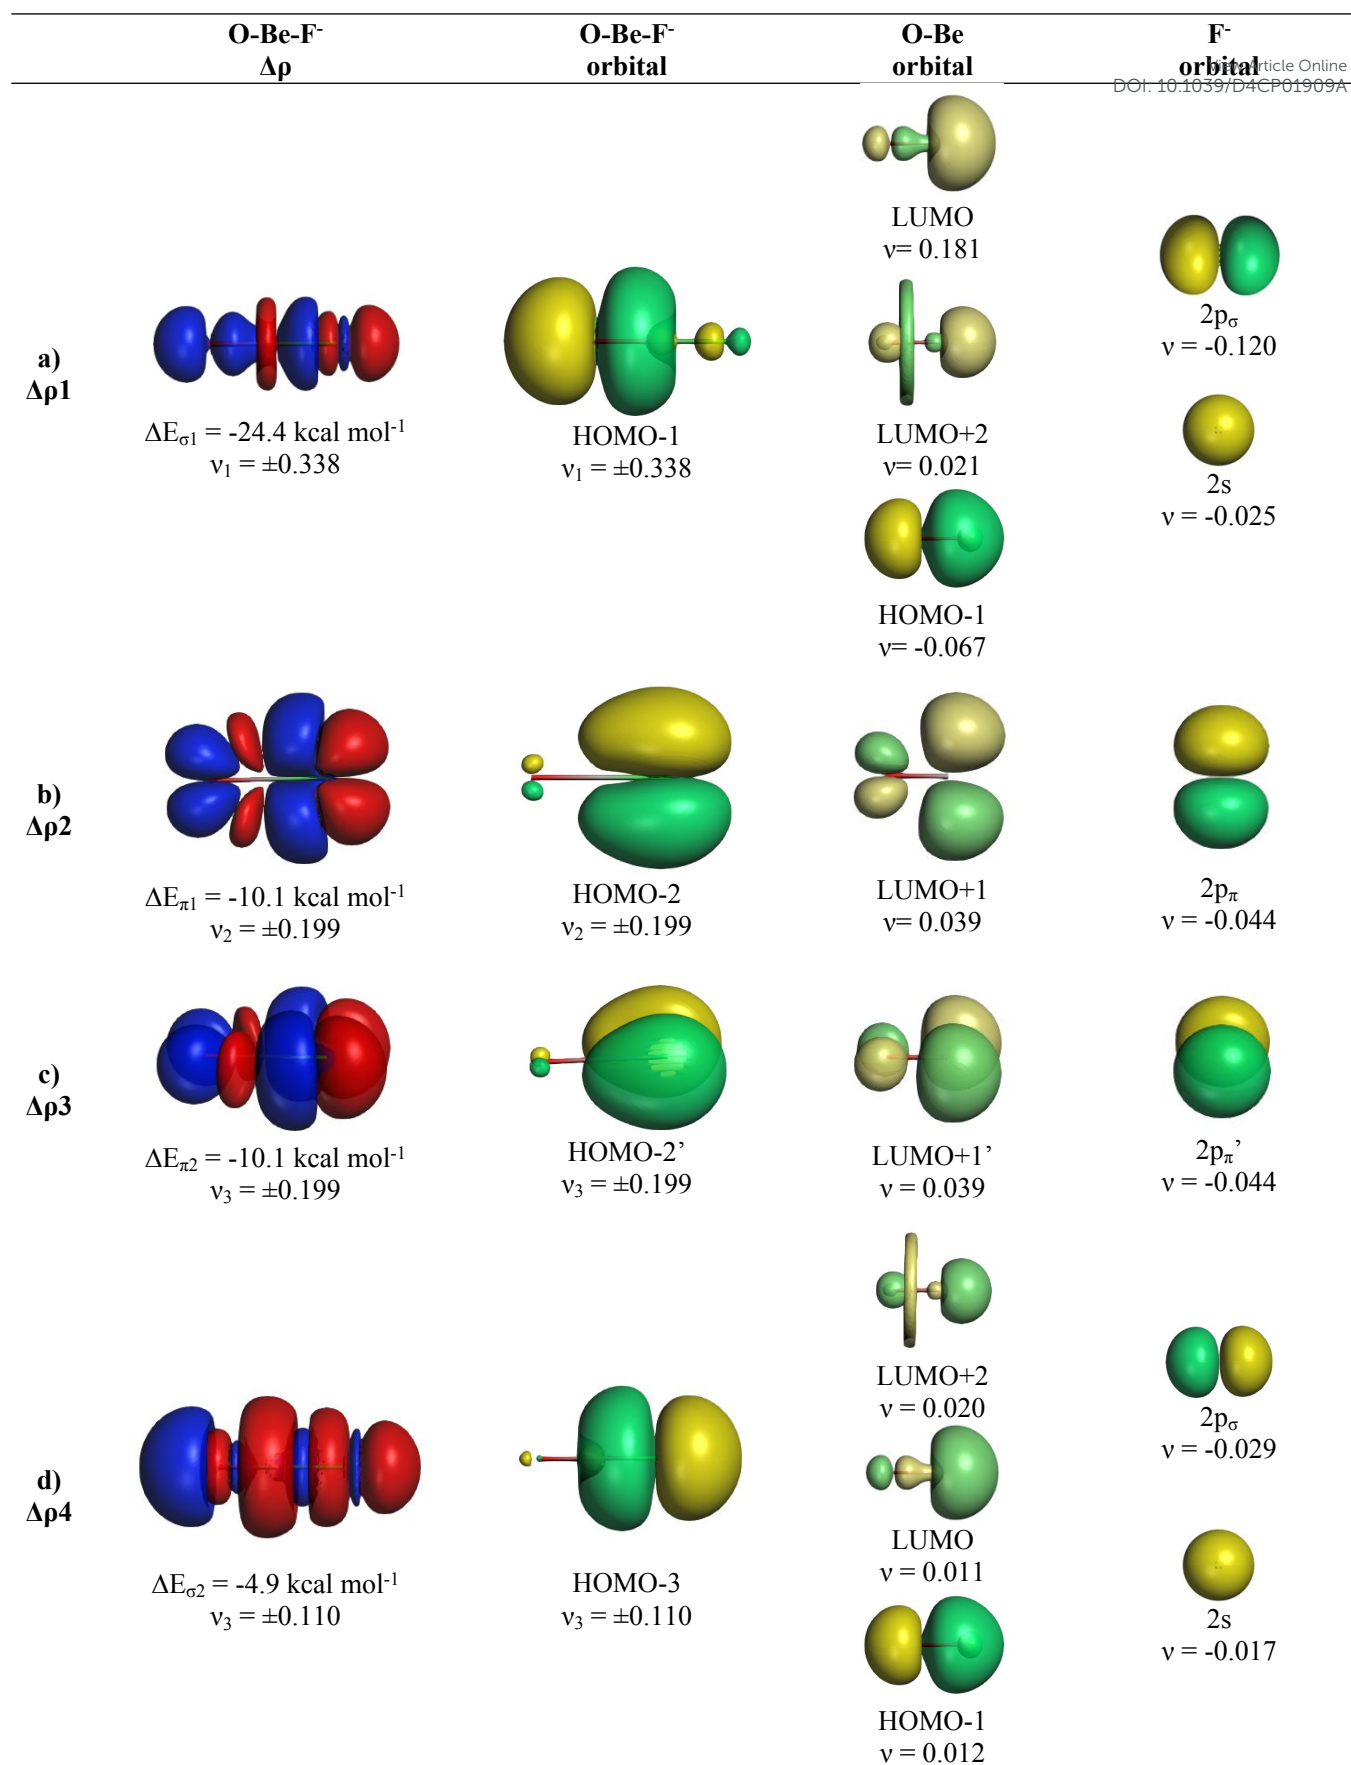 O-Be-F- O-Be-F- O-Be F-
Δρ orbital orbital orbital
View Article Online
DOI: 10.1039/D4CP01909A
LUMO
ν= 0.181
2pσ
ν = -0.120
a)
Δρ1
ΔEσ1 = -24.4 kcal mol-1 HOMO-1 LUMO+2
ν1 = ±0.338 ν1 = ±0.338 ν= 0.021
2s
ν = -0.025
HOMO-1
ν= -0.067
b)
Δρ2
ΔEπ1 = -10.1 kcal mol-1 HOMO-2 LUMO+1 2pπ
ν2 = ±0.199 ν2 = ±0.199 ν= 0.039 ν = -0.044
c)
Δρ3
ΔEπ2 = -10.1 kcal mol-1 HOMO-2’ LUMO+1’ 2pπ’
ν3 = ±0.199 ν3 = ±0.199 ν = 0.039 ν = -0.044
LUMO+2
ν = 0.020
2pσ
ν = -0.029
d)
Δρ4
LUMO
ν = 0.011
ΔEσ2 = -4.9 kcal mol-1 HOMO-3
ν3 = ±0.110 ν3 = ±0.110
2s
ν = -0.017
HOMO-1
ν = 0.012